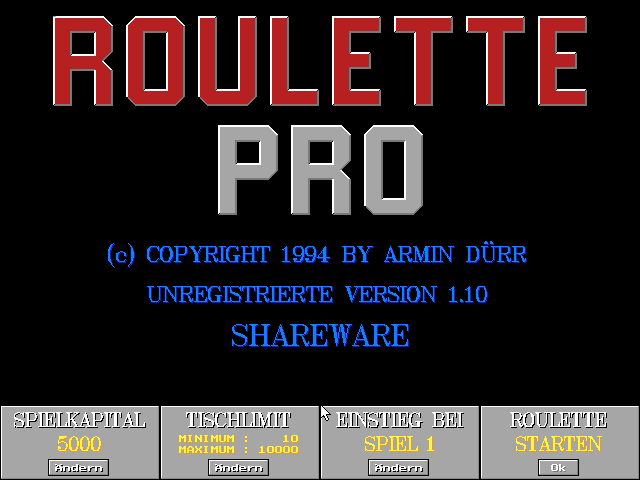 ROULETTE
PRO
(c) COPYRIGHT 1994 BY ARMIN DÜRR
UNREGISTRIERTE VERSION 1.10
SHAREWARE
SPIELKAPITAL
5000
Ändern
TISCHLIMIT
MINIMUM : 10
MAXIMUM : 10000
Ändern
EINSTIEG BEI
SPIEL 1
Ändern
ROULETTE
STARTEN
Ok